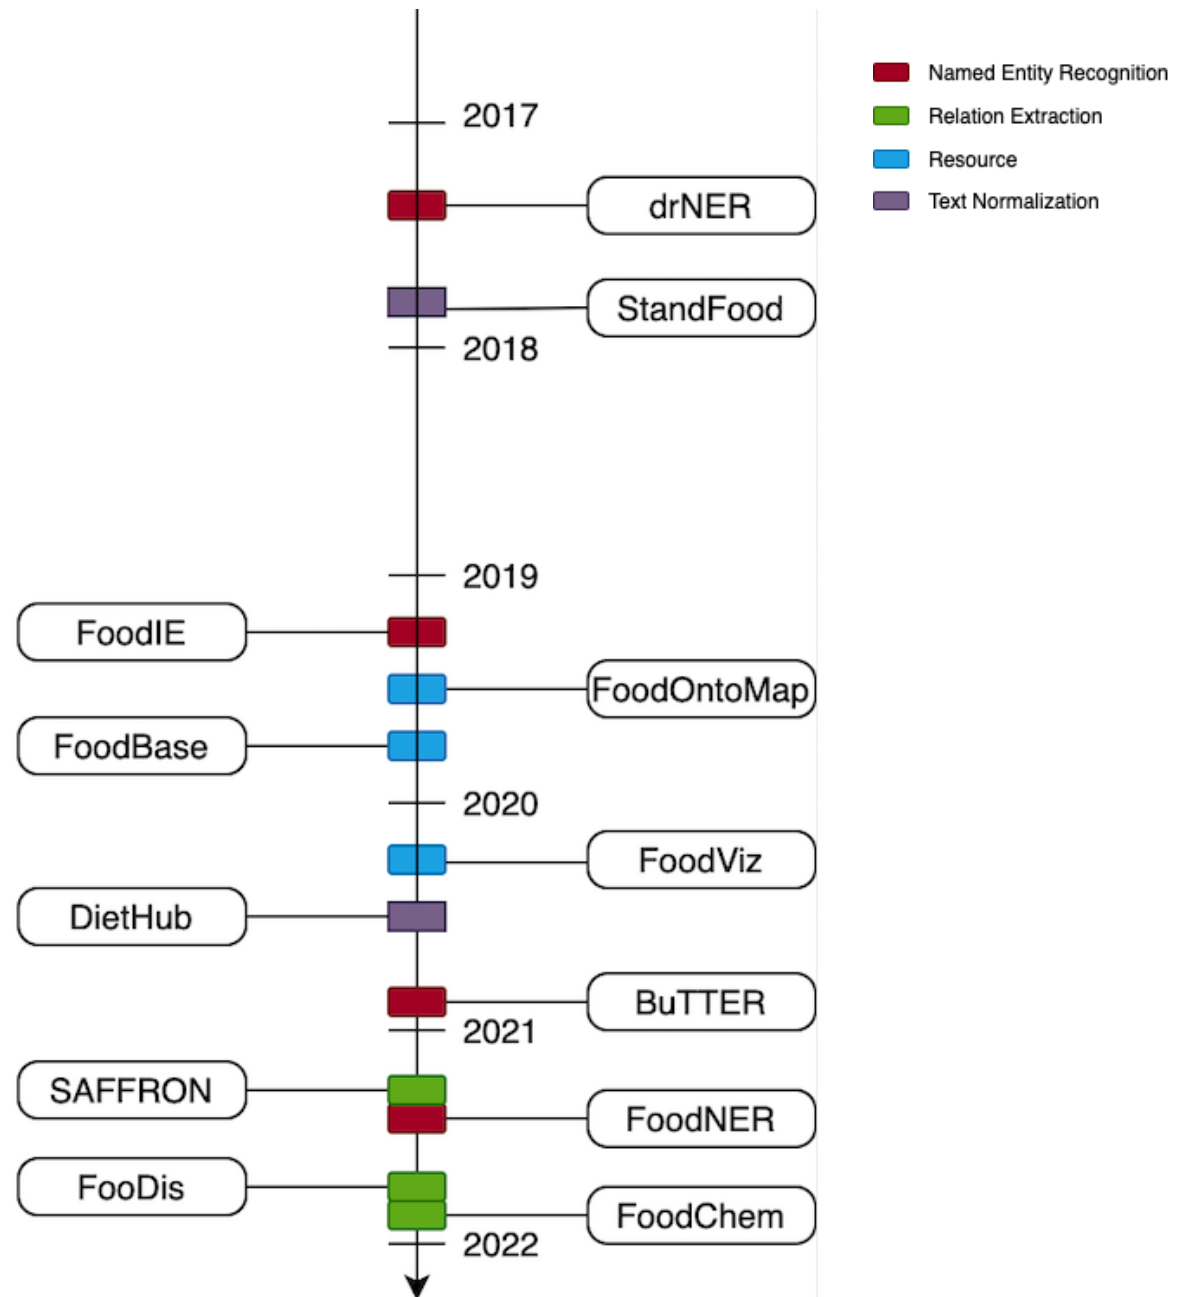 2017
Named Entity Recognition
Relation Extraction
Resource
Text Normalization
drNER
StandFood
2018
2019
FoodIE
FoodOntoMap
FoodBase
2020
FoodViz
DietHub
BuTTER
2021
SAFFRON
FoodNER
FooDis
FoodChem
2022